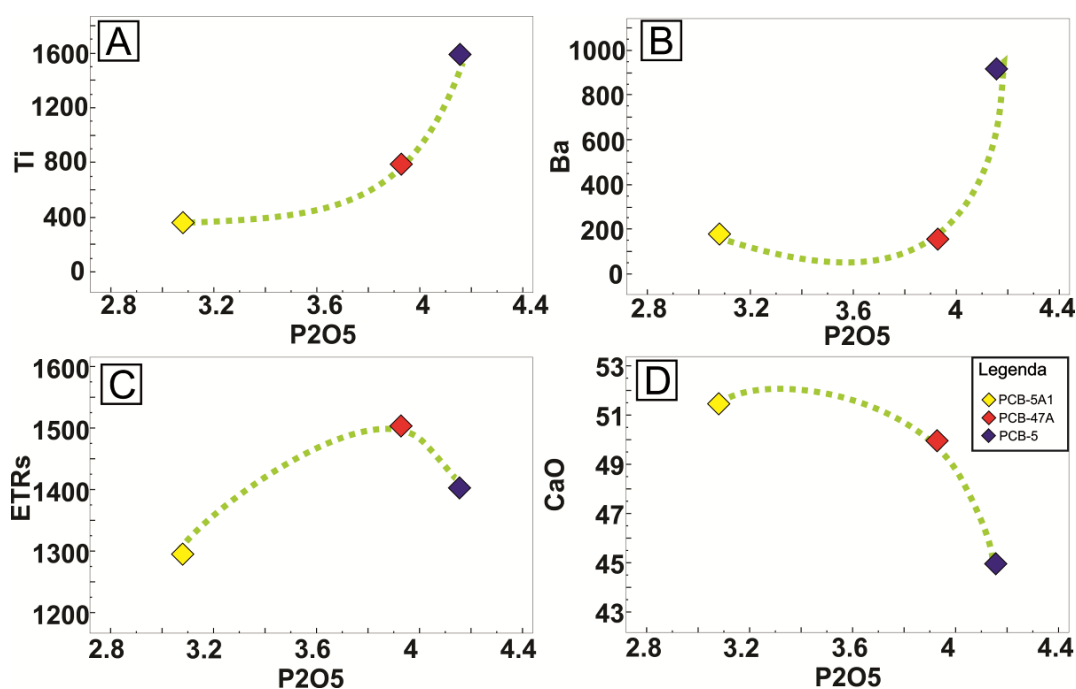 A
1600
1200
800
400
0
Ti
2.8 3.2 3.6 4 4.4
P2O5
B
1000
800
600
400
200
0
Ba
2.8 3.2 3.6 4 4.4
P2O5
C
1600
1500
1400
1300
1200
ETRs
2.8 3.2 3.6 4 4.4
P2O5
D
53
51
49
47
45
43
CaO
2.8 3.2 3.6 4 4.4
P2O5
Legenda
PCB-5A1
PCB-47A
PCB-5